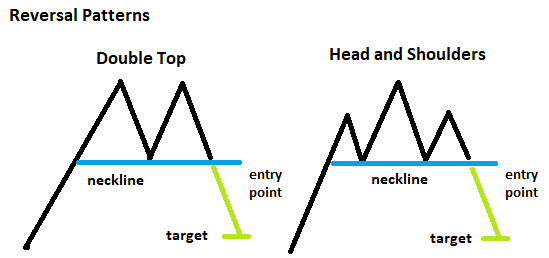 Reversal Patterns
Double Top
neckline
entry
point
target
Head and Shoulders
neckline
entry
point
target